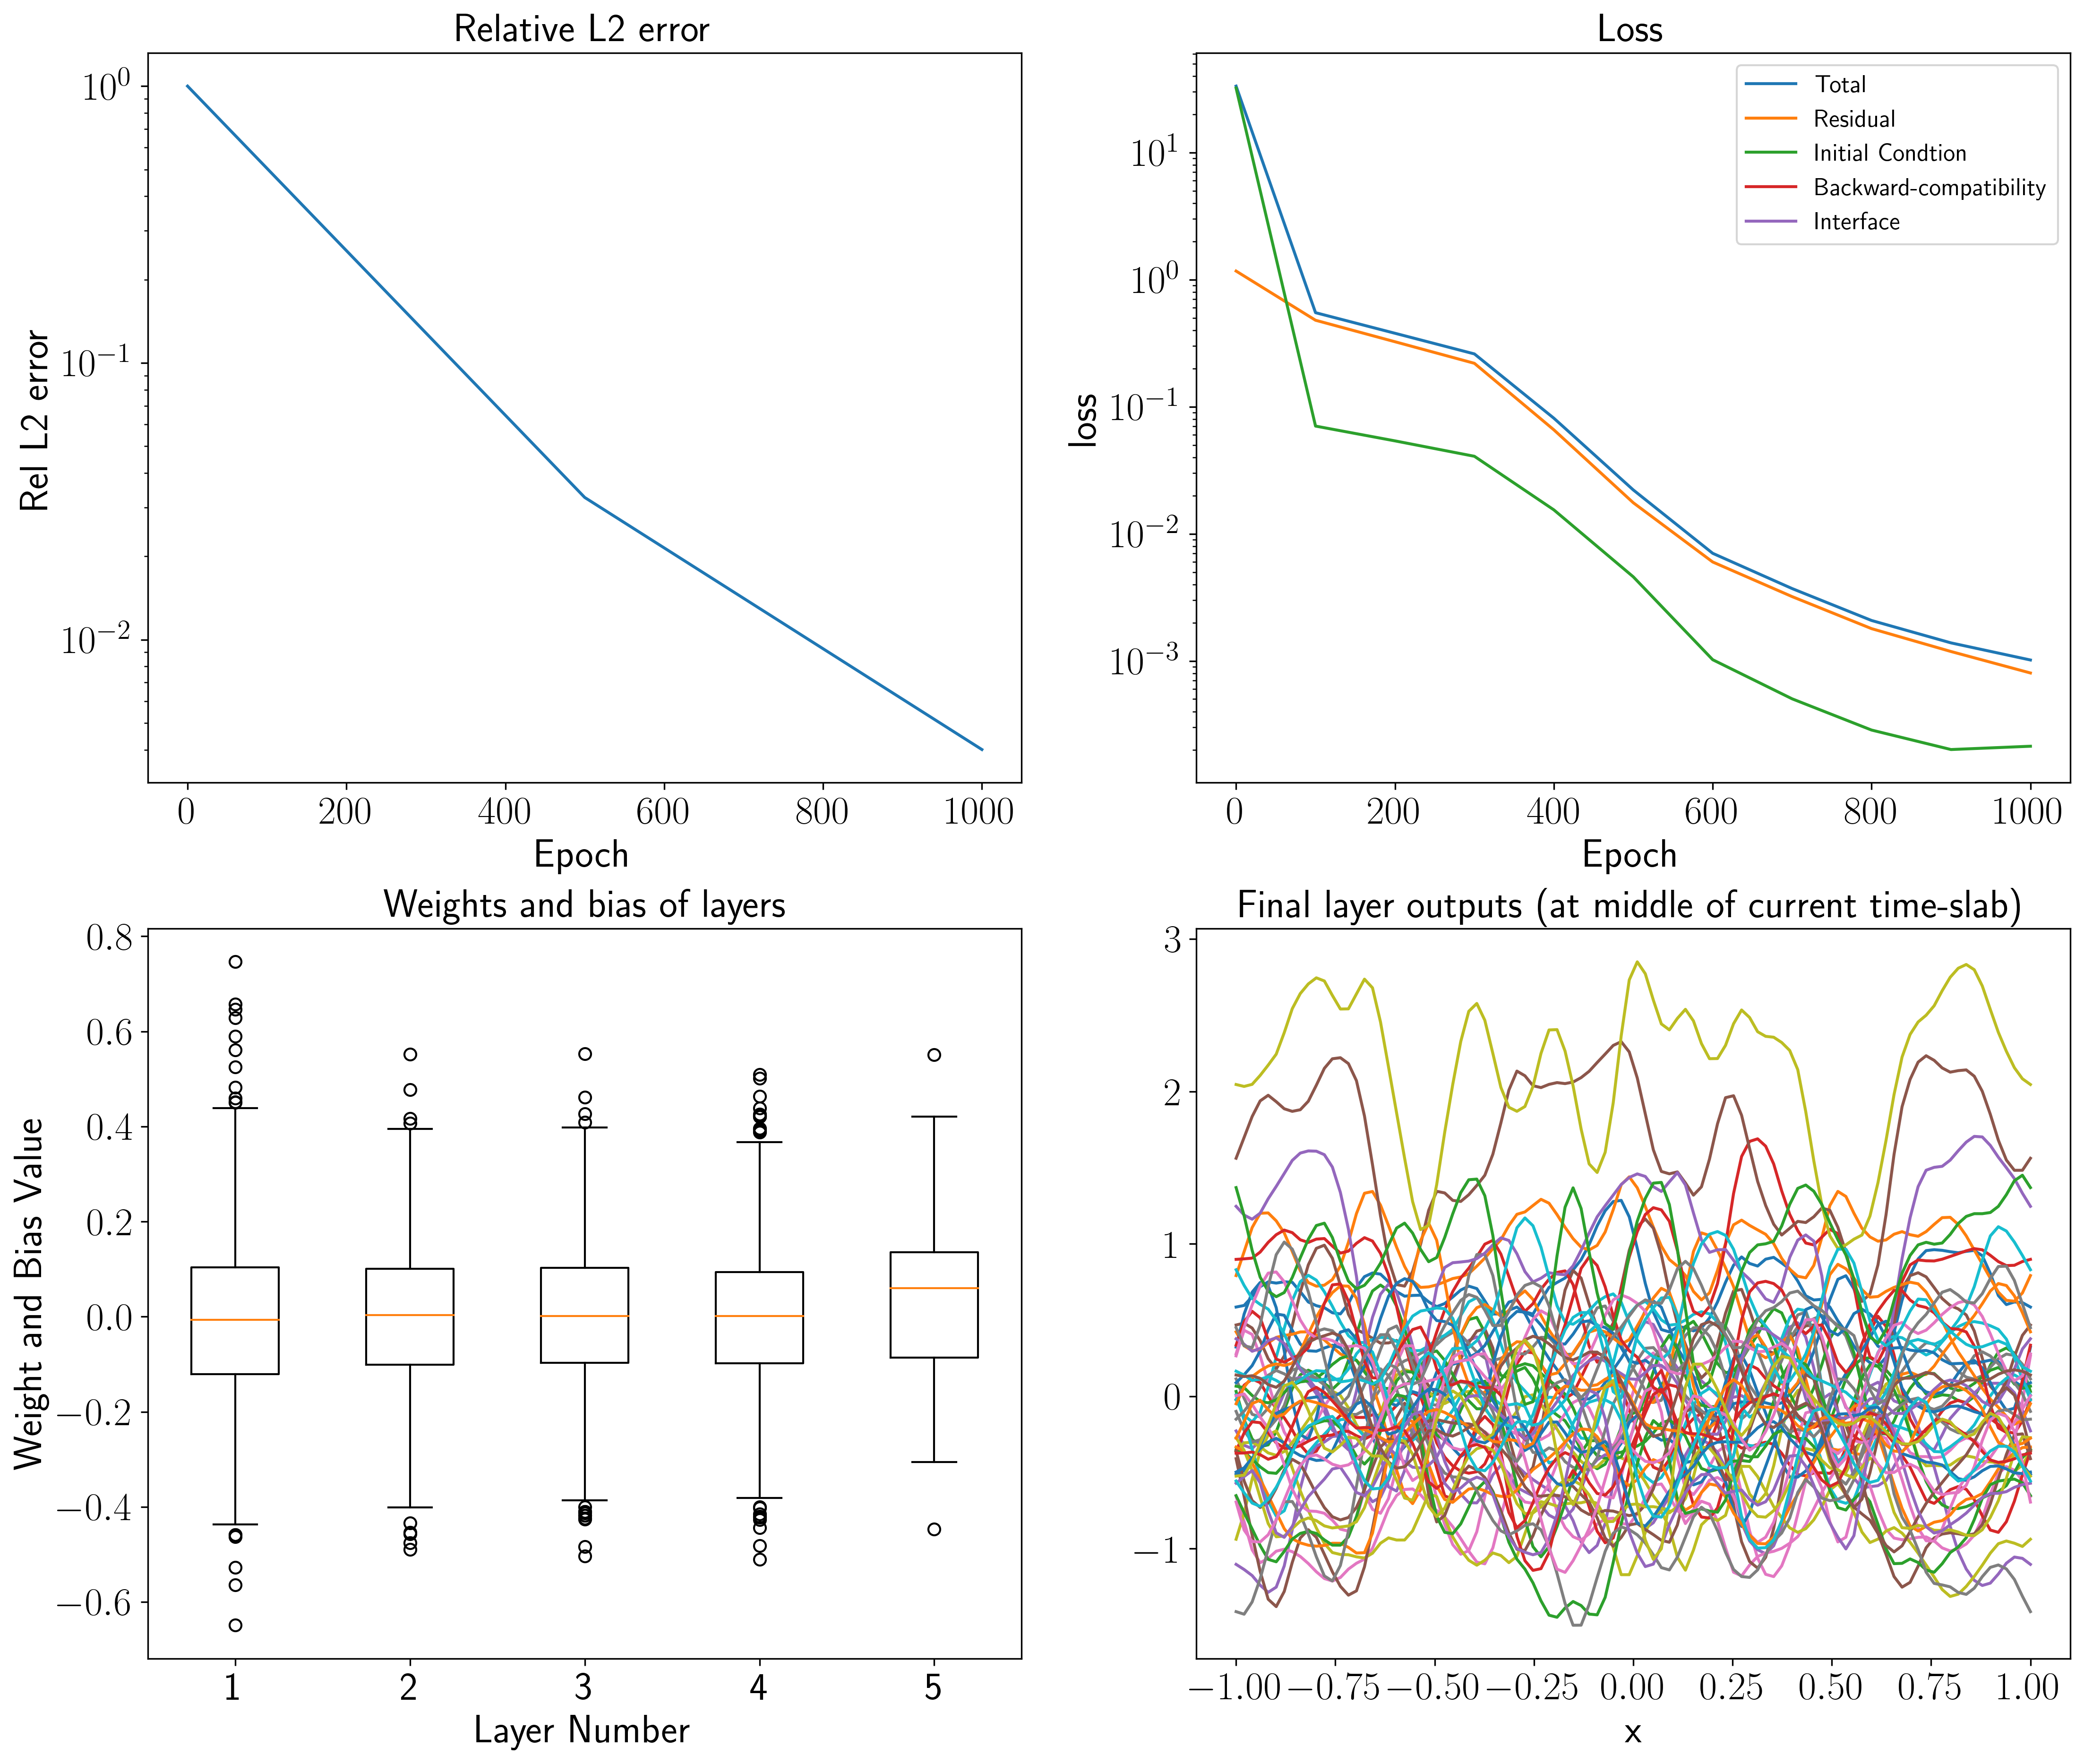 Relative L2 error
10^0
10^−1
10^−2
Rel L2 error
0 200 400 600 800 1000
Epoch
Loss
Total
Residual
Initial Condtion
Backward-compatibility
Interface
10^1
10^0
10^−1
10^−2
10^−3
loss
0 200 400 600 800 1000
Epoch
Weights and bias of layers
0.8
0.6
0.4
0.2
0.0
−0.2
−0.4
−0.6
Weight and Bias Value
1 2 3 4 5
Layer Number
Final layer outputs (at middle of current time-slab)
3
2
1
0
−1
−1.00 −0.75 −0.50 −0.25 0.00 0.25 0.50 0.75 1.00
x